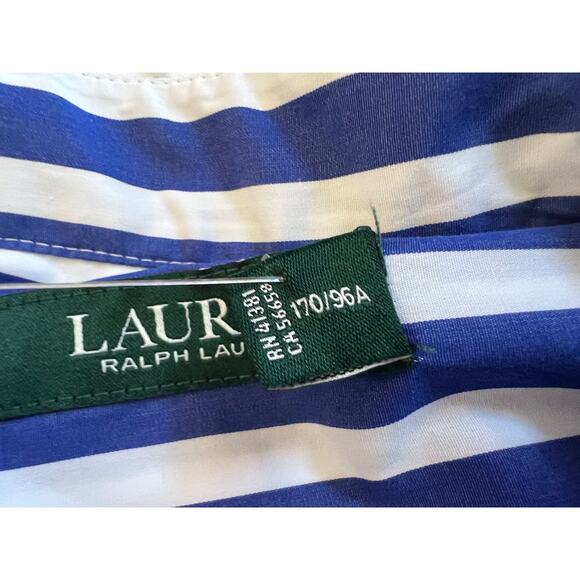 LAUR
RALPH LAU
RN 41381
CA 56658
170/96A